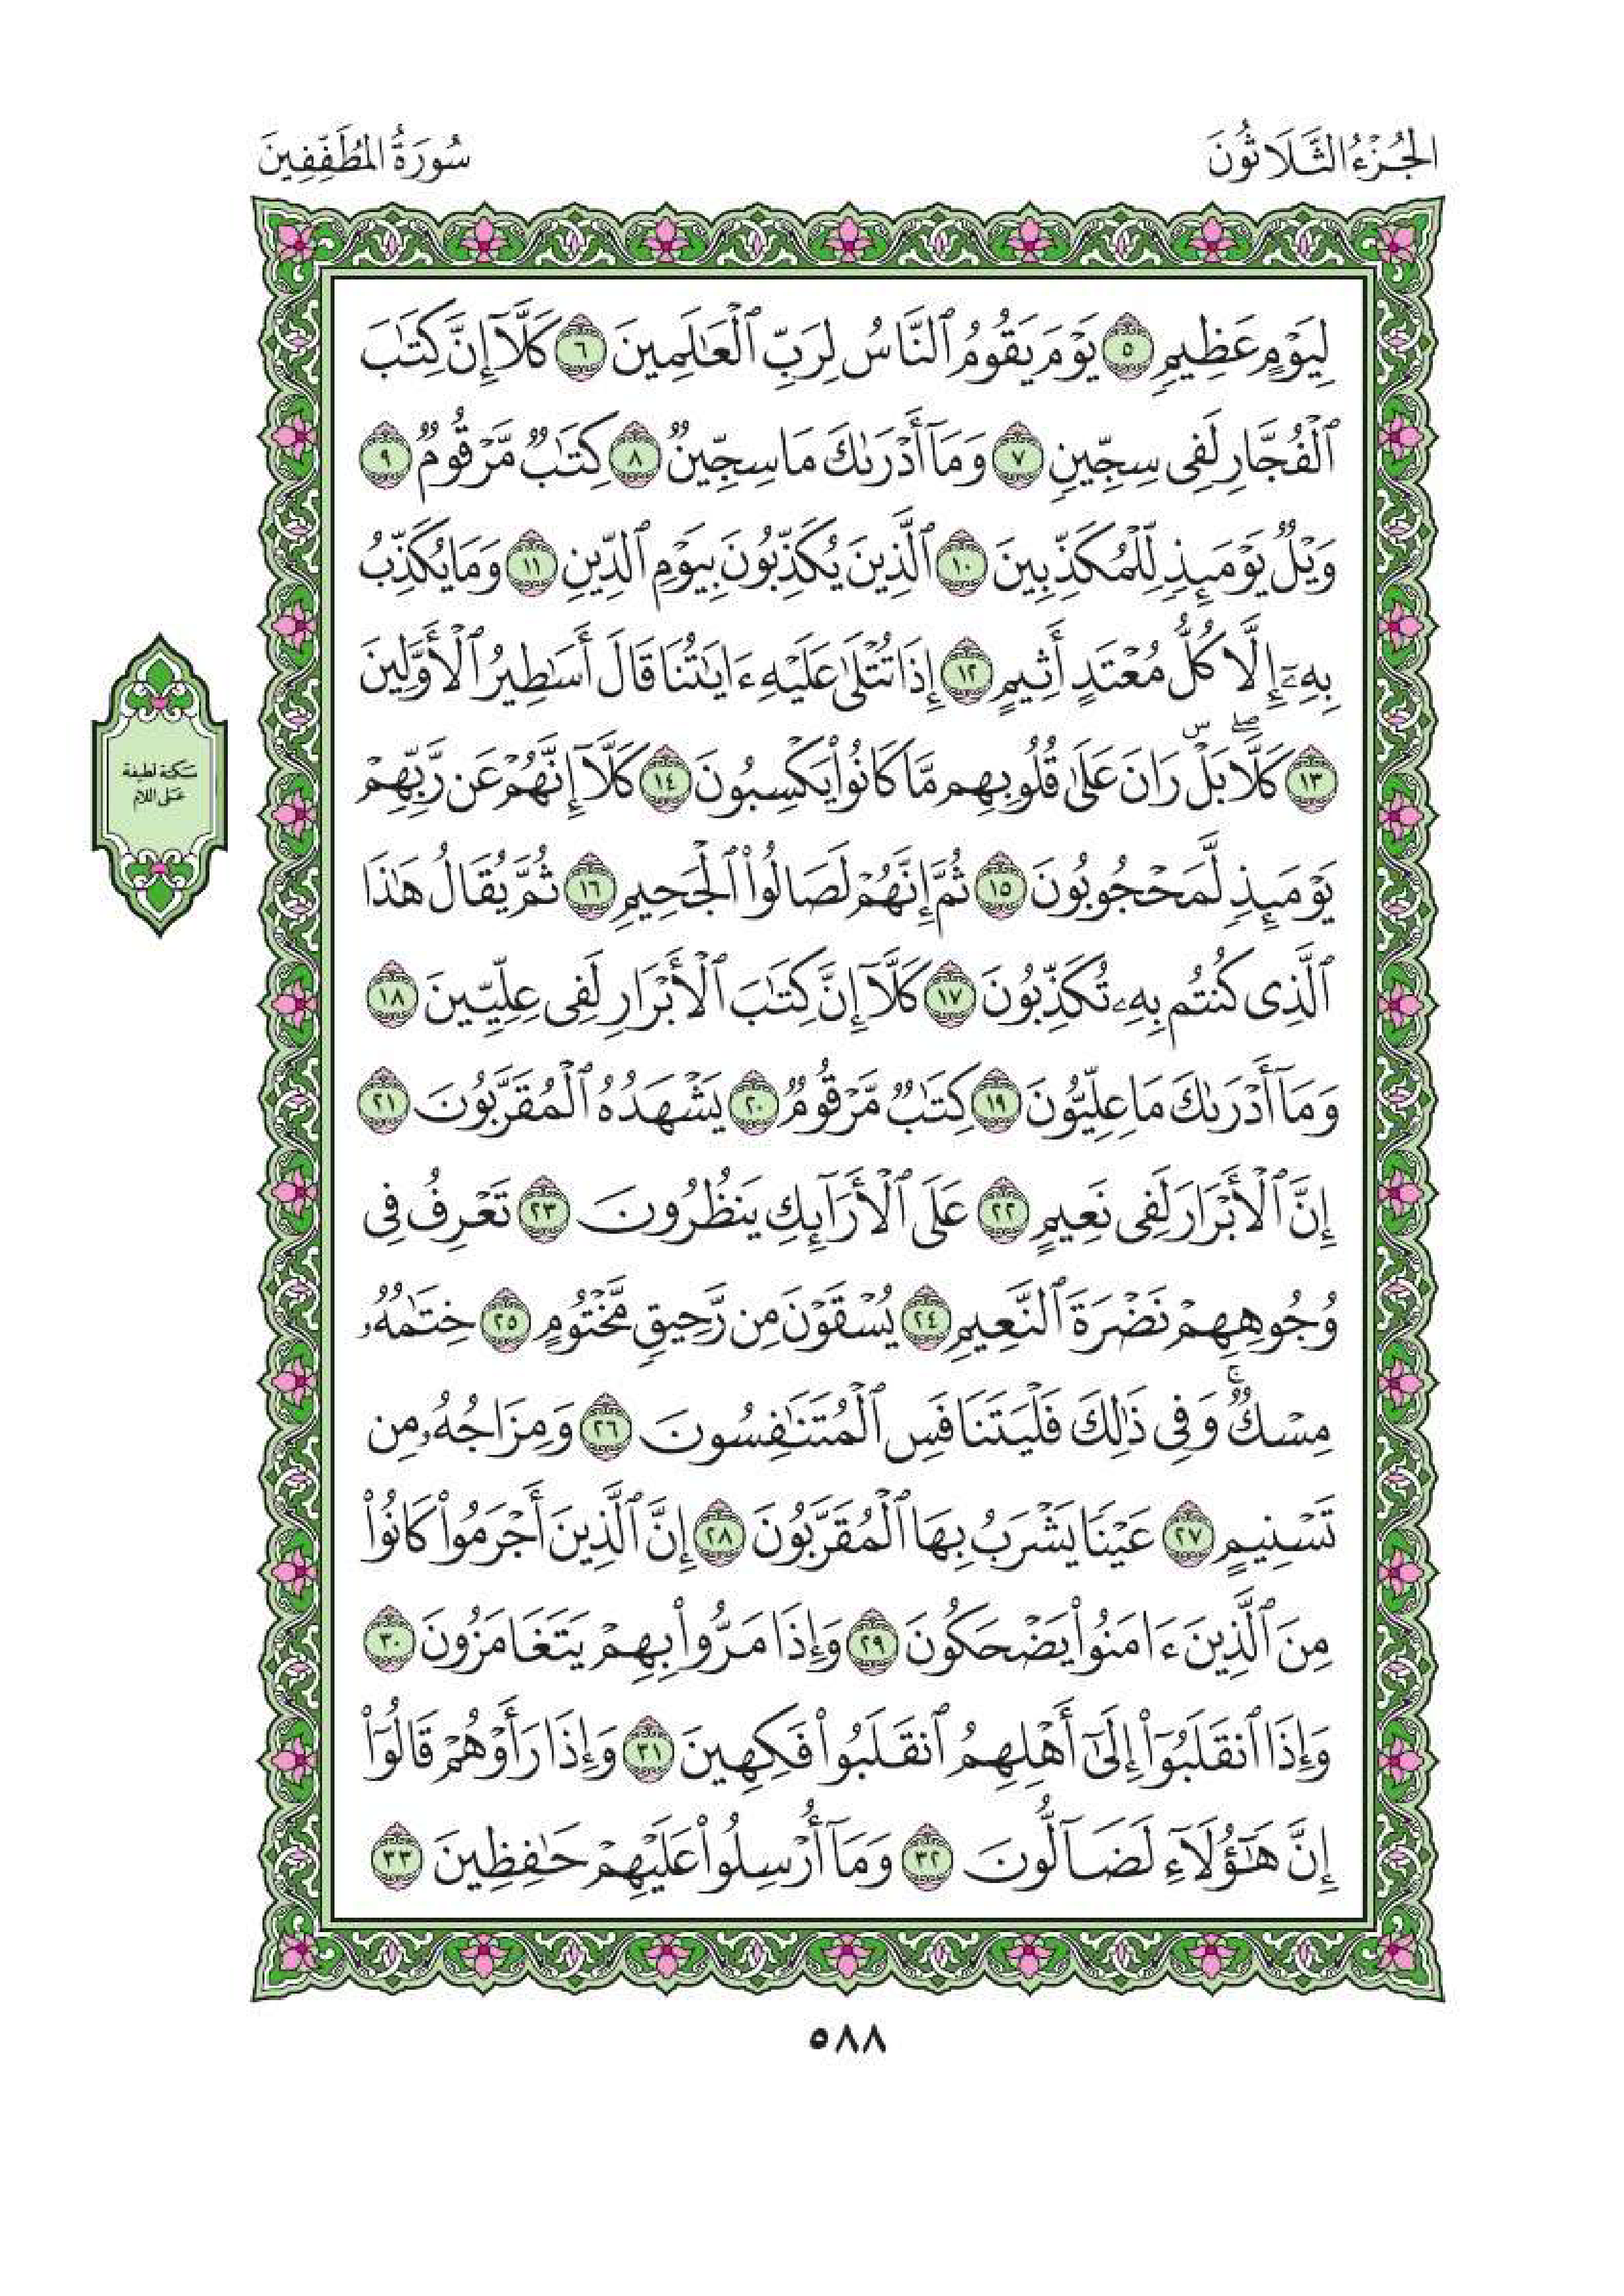 الجُزْءُ الثَّلَاثُونَ
سُورَةُ المُطَفِّفِينَ
لِيَوْمٍ عَظِيمٍ ٥ يَوْمَ يَقُومُ ٱلنَّاسُ لِرَبِّ ٱلْعَٰلَمِينَ ٦ كَلَّآ إِنَّ كِتَٰبَ
ٱلْفُجَّارِ لَفِى سِجِّينٍ ٧ وَمَآ أَدْرَىٰكَ مَا سِجِّينٌ ٨ كِتَٰبٌ مَّرْقُومٌ ٩
وَيْلٌ يَوْمَئِذٍ لِّلْمُكَذِّبِينَ ١٠ ٱلَّذِينَ يُكَذِّبُونَ بِيَوْمِ ٱلدِّينِ ١١ وَمَا يُكَذِّبُ
بِهِۦٓ إِلَّا كُلُّ مُعْتَدٍ أَثِيمٍ ١٢ إِذَا تُتْلَىٰ عَلَيْهِ ءَايَٰتُنَا قَالَ أَسَٰطِيرُ ٱلْأَوَّلِينَ
١٣ كَلَّاۖ بَلْۜ رَانَ عَلَىٰ قُلُوبِهِم مَّا كَانُوا۟ يَكْسِبُونَ ١٤ كَلَّآ إِنَّهُمْ عَن رَّبِّهِمْ
سكتة لطيفة
على اللام
يَوْمَئِذٍ لَّمَحْجُوبُونَ ١٥ ثُمَّ إِنَّهُمْ لَصَالُوا۟ ٱلْجَحِيمِ ١٦ ثُمَّ يُقَالُ هَٰذَا
ٱلَّذِى كُنتُم بِهِۦ تُكَذِّبُونَ ١٧ كَلَّآ إِنَّ كِتَٰبَ ٱلْأَبْرَارِ لَفِى عِلِّيِّينَ ١٨
وَمَآ أَدْرَىٰكَ مَا عِلِّيُّونَ ١٩ كِتَٰبٌ مَّرْقُومٌ ٢٠ يَشْهَدُهُ ٱلْمُقَرَّبُونَ ٢١
إِنَّ ٱلْأَبْرَارَ لَفِى نَعِيمٍ ٢٢ عَلَى ٱلْأَرَآئِكِ يَنظُرُونَ ٢٣ تَعْرِفُ فِى
وُجُوهِهِمْ نَضْرَةَ ٱلنَّعِيمِ ٢٤ يُسْقَوْنَ مِن رَّحِيقٍ مَّخْتُومٍ ٢٥ خِتَٰمُهُۥ
مِسْكٌۚ وَفِى ذَٰلِكَ فَلْيَتَنَافَسِ ٱلْمُتَنَٰفِسُونَ ٢٦ وَمِزَاجُهُۥ مِن
تَسْنِيمٍ ٢٧ عَيْنًا يَشْرَبُ بِهَا ٱلْمُقَرَّبُونَ ٢٨ إِنَّ ٱلَّذِينَ أَجْرَمُوا۟ كَانُوا۟
مِنَ ٱلَّذِينَ ءَامَنُوا۟ يَضْحَكُونَ ٢٩ وَإِذَا مَرُّوا۟ بِهِمْ يَتَغَامَزُونَ ٣٠
وَإِذَا ٱنقَلَبُوٓا۟ إِلَىٰٓ أَهْلِهِمُ ٱنقَلَبُوا۟ فَكِهِينَ ٣١ وَإِذَا رَأَوْهُمْ قَالُوٓا۟
إِنَّ هَٰٓؤُلَآءِ لَضَآلُّونَ ٣٢ وَمَآ أُرْسِلُوا۟ عَلَيْهِمْ حَٰفِظِينَ ٣٣
٥٨٨